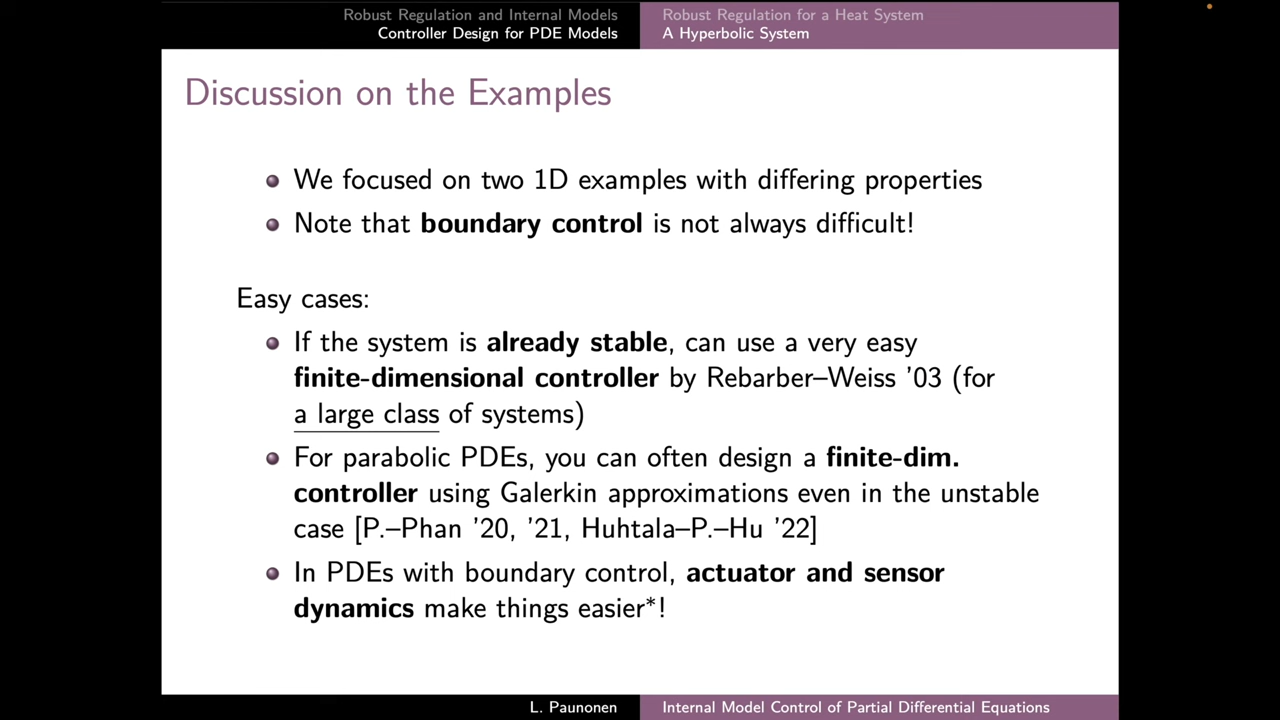 Robust Regulation and Internal Models
Controller Design for PDE Models
Robust Regulation for a Heat System
A Hyperbolic System
Discussion on the Examples
We focused on two 1D examples with differing properties
Note that boundary control is not always difficult!
Easy cases:
If the system is already stable, can use a very easy
finite-dimensional controller by Rebarber–Weiss '03 (for
a large class of systems)
For parabolic PDEs, you can often design a finite-dim.
controller using Galerkin approximations even in the unstable
case [P.–Phan '20, '21, Huhtala–P.–Hu '22]
In PDEs with boundary control, actuator and sensor
dynamics make things easier*!
L. Paunonen
Internal Model Control of Partial Differential Equations